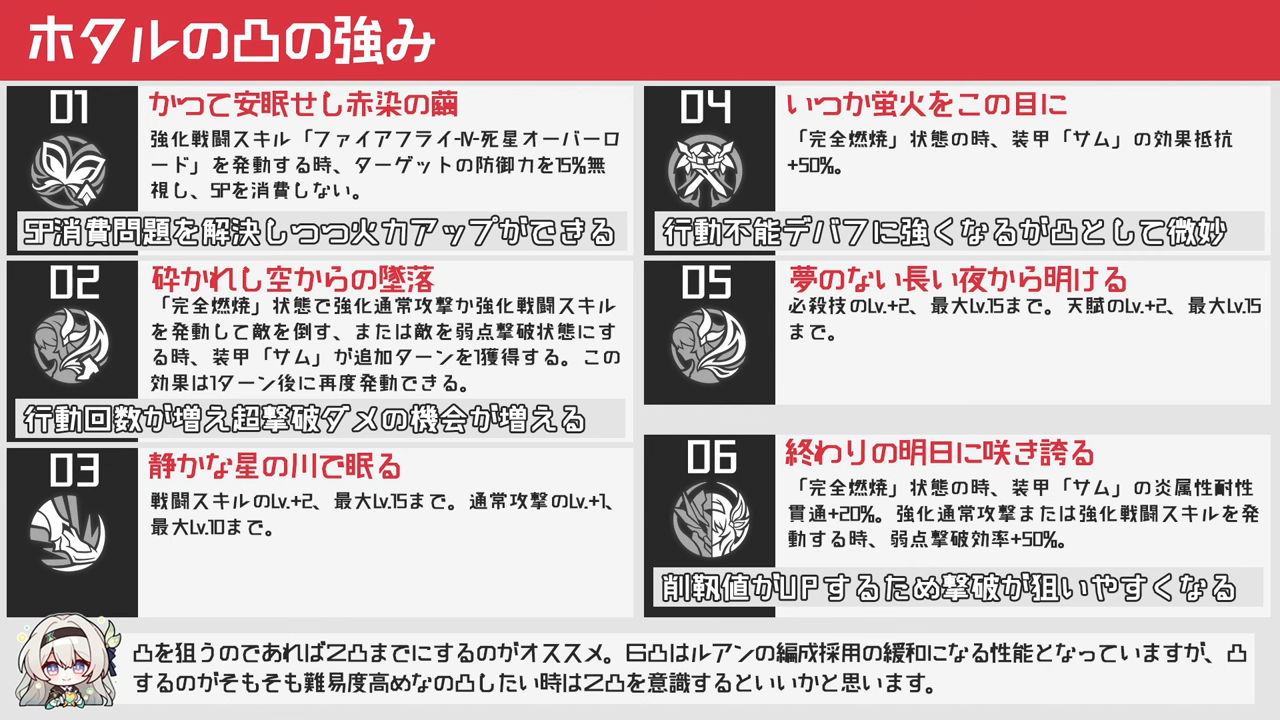 ホタルの凸の強み
01
かつて安眠せし赤染の繭
強化戦闘スキル「ファイアフライ-Ⅳ-死星オーバーロ
ード」を発動する時、ターゲットの防御力を15%無
視し、SPを消費しない。
SP消費問題を解決しつつ火力アップができる
02
砕かれし空からの墜落
「完全燃焼」状態で強化通常攻撃か強化戦闘スキル
を発動して敵を倒す、または敵を弱点撃破状態にす
る時、装甲「サム」が追加ターンを1獲得する。この
効果は1ターン後に再度発動できる。
行動回数が増え超撃破ダメの機会が増える
03
静かな星の川で眠る
戦闘スキルのLv.+2、最大Lv.15まで。通常攻撃のLv.+1、
最大Lv.10まで。
04
いつか蛍火をこの目に
「完全燃焼」状態の時、装甲「サム」の効果抵抗
+50%。
行動不能デバフに強くなるが凸として微妙
05
夢のない長い夜から明ける
必殺技のLv.+2、最大Lv.15まで。天賦のLv.+2、最大Lv.15
まで。
06
終わりの明日に咲き誇る
「完全燃焼」状態の時、装甲「サム」の炎属性耐性
貫通+20%。強化通常攻撃または強化戦闘スキルを発
動する時、弱点撃破効率+50%。
削靭値がUPするため撃破が狙いやすくなる
凸を狙うのであれば2凸までにするのがオススメ。6凸はルアンの編成採用の緩和になる性能となっていますが、凸
するのがそもそも難易度高めなの凸したい時は2凸を意識するといいかと思います。